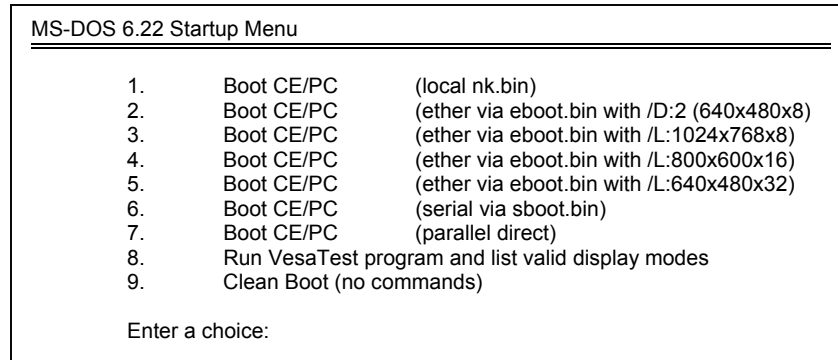 MS-DOS 6.22 Startup Menu
1. Boot CE/PC (local nk.bin)
2. Boot CE/PC (ether via eboot.bin with /D:2 (640x480x8)
3. Boot CE/PC (ether via eboot.bin with /L:1024x768x8)
4. Boot CE/PC (ether via eboot.bin with /L:800x600x16)
5. Boot CE/PC (ether via eboot.bin with /L:640x480x32)
6. Boot CE/PC (serial via sboot.bin)
7. Boot CE/PC (parallel direct)
8. Run VesaTest program and list valid display modes
9. Clean Boot (no commands)
Enter a choice: